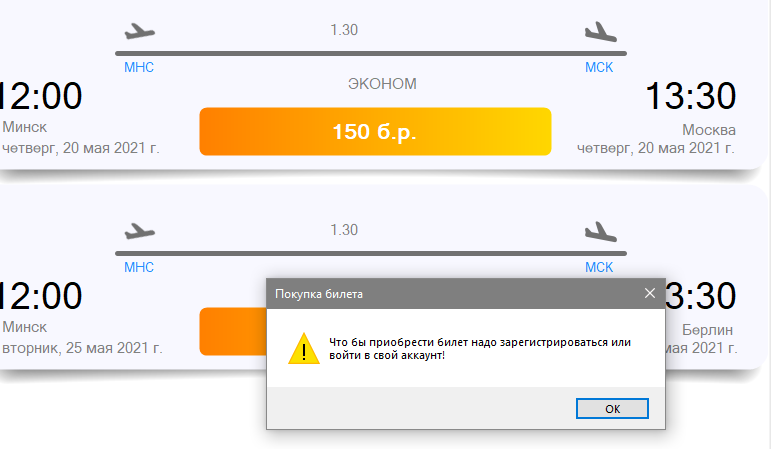 1.30
МНС МСК
ЭКОНОМ
12:00 13:30
150 б.р.
Минск Москва
четверг, 20 мая 2021 г. четверг, 20 мая 2021 г.
1.30
МНС МСК
Покупка билета
12:00 3:30
Минск Берлин
вторник, 25 мая 2021 г. мая 2021 г.
Что бы приобрести билет надо зарегистрироваться или
войти в свой аккаунт!
OK